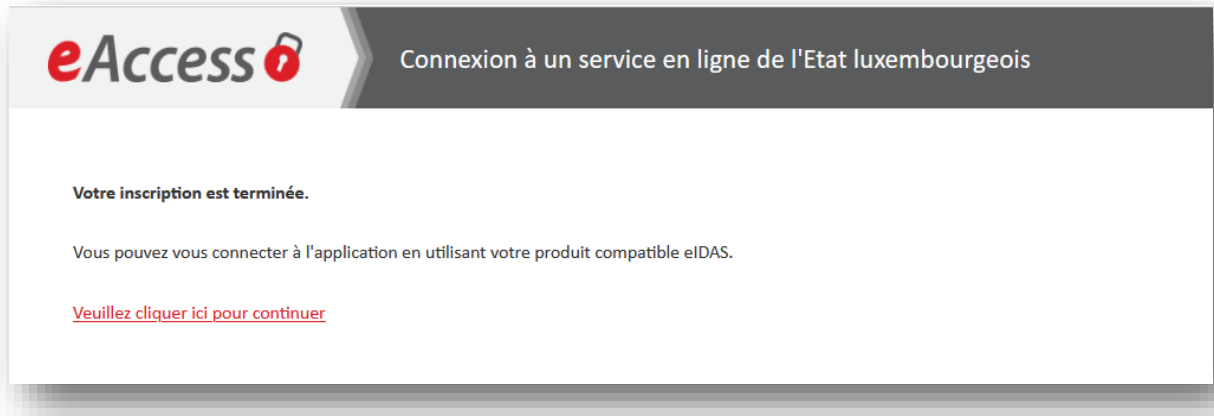 eAccess
Connexion à un service en ligne de l'Etat luxembourgeois
Votre inscription est terminée.
Vous pouvez vous connecter à l'application en utilisant votre produit compatible eIDAS.
Veuillez cliquer ici pour continuer